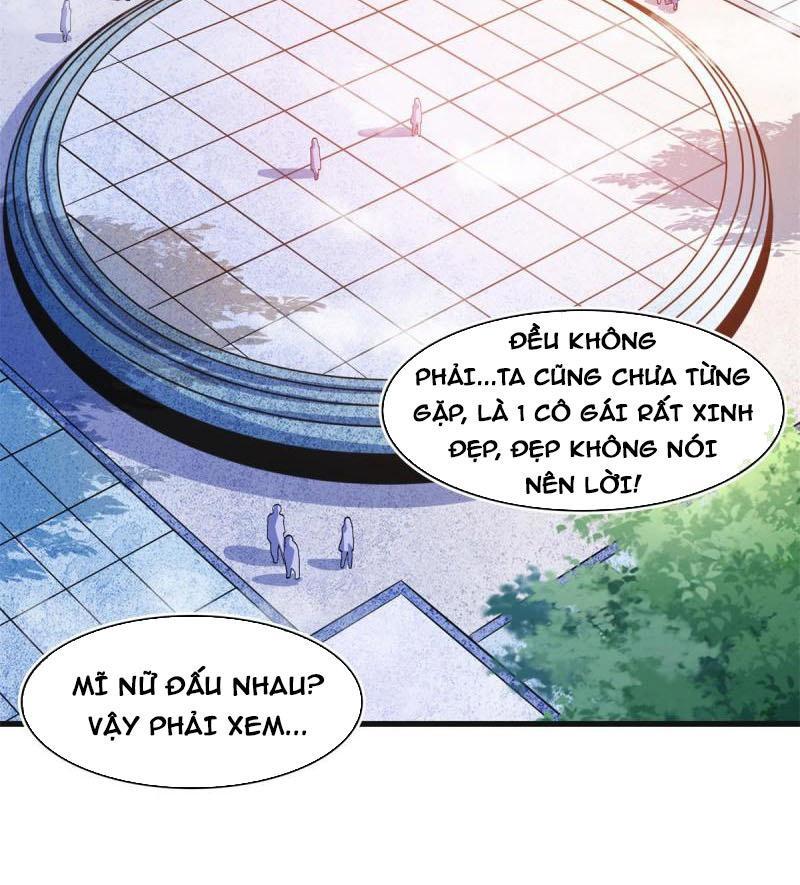 ĐỀU KHÔNG
PHẢI...TA CŨNG CHƯA TỪNG
GẶP, LÀ 1 CÔ GÁI RẤT XINH
ĐẸP, ĐẸP KHÔNG NÓI
NÊN LỜI!
MĨ NỮ ĐẤU NHAU?
VẬY PHẢI XEM...